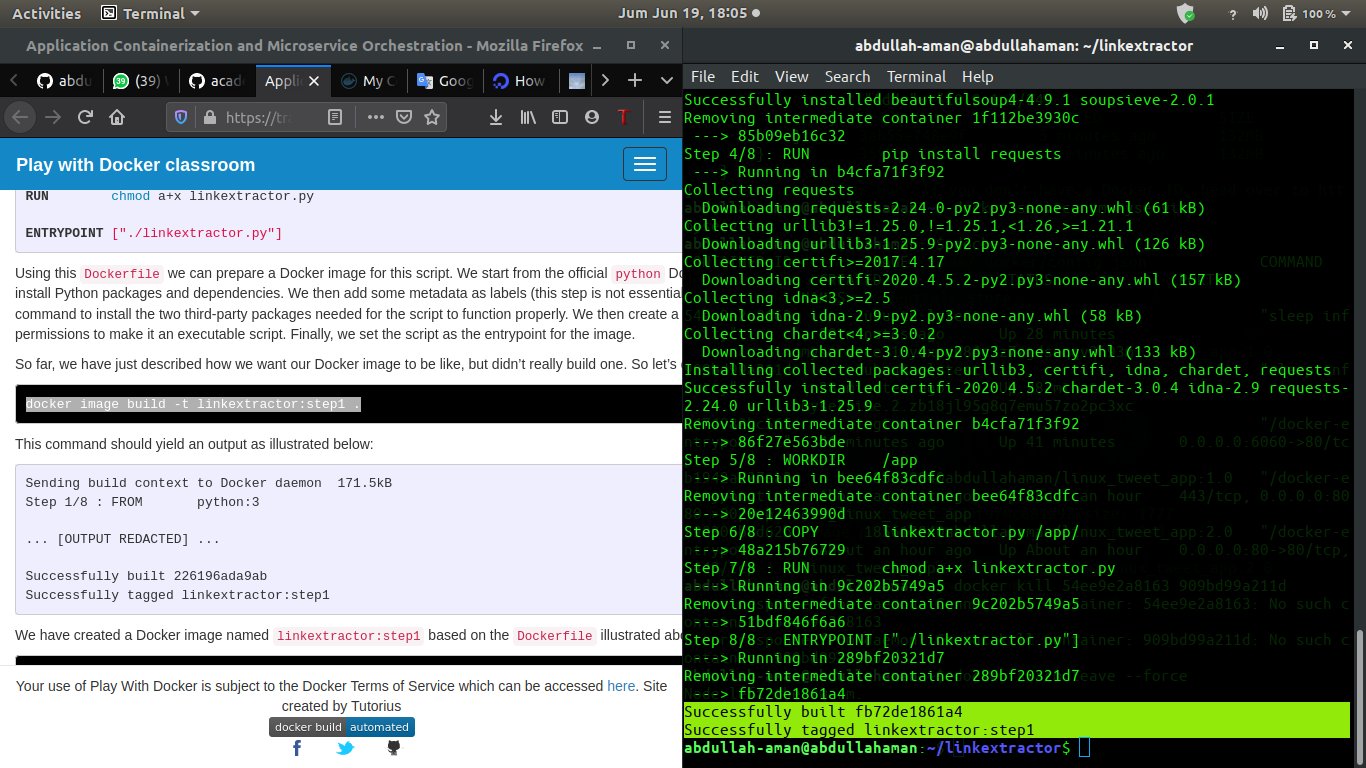 Activities Terminal Jum Jun 19, 18:05 ? 100 %
Application Containerization and Microservice Orchestration - Mozilla Firefox
abdu (39) acade Applic My C Goog How
https://tr
Play with Docker classroom
RUN chmod a+x linkextractor.py
ENTRYPOINT ["./linkextractor.py"]
Using this Dockerfile we can prepare a Docker image for this script. We start from the official python Do
install Python packages and dependencies. We then add some metadata as labels (this step is not essential
command to install the two third-party packages needed for the script to function properly. We then create a
permissions to make it an executable script. Finally, we set the script as the entrypoint for the image.
So far, we have just described how we want our Docker image to be like, but didn't really build one. So let's
docker image build -t linkextractor:step1 .
This command should yield an output as illustrated below:
Sending build context to Docker daemon 171.5kB
Step 1/8 : FROM python:3
... [OUTPUT REDACTED] ...
Successfully built 226196ada9ab
Successfully tagged linkextractor:step1
We have created a Docker image named linkextractor:step1 based on the Dockerfile illustrated abo
Your use of Play With Docker is subject to the Docker Terms of Service which can be accessed here. Site
created by Tutorius
docker build automated
abdullah-aman@abdullahaman: ~/linkextractor
File Edit View Search Terminal Help
Successfully installed beautifulsoup4-4.9.1 soupsieve-2.0.1
Removing intermediate container 1f112be3930c
---> 85b09eb16c32
Step 4/8 : RUN pip install requests
---> Running in b4cfa71f3f92
Collecting requests
Downloading requests-2.24.0-py2.py3-none-any.whl (61 kB)
Collecting urllib3!=1.25.0,!=1.25.1,<1.26,>=1.21.1
Downloading urllib3-1.25.9-py2.py3-none-any.whl (126 kB)
Collecting certifi>=2017.4.17
Downloading certifi-2020.4.5.2-py2.py3-none-any.whl (157 kB)
Collecting idna<3,>=2.5
Downloading idna-2.9-py2.py3-none-any.whl (58 kB)
Collecting chardet<4,>=3.0.2
Downloading chardet-3.0.4-py2.py3-none-any.whl (133 kB)
Installing collected packages: urllib3, certifi, idna, chardet, requests
Successfully installed certifi-2020.4.5.2 chardet-3.0.4 idna-2.9 requests-
2.24.0 urllib3-1.25.9
Removing intermediate container b4cfa71f3f92
---> 86f27e563bde
Step 5/8 : WORKDIR /app
---> Running in bee64f83cdfc
Removing intermediate container bee64f83cdfc
---> 20e12463990d
Step 6/8 : COPY linkextractor.py /app/
---> 48a215b76729
Step 7/8 : RUN chmod a+x linkextractor.py
---> Running in 9c202b5749a5
Removing intermediate container 9c202b5749a5
---> 51bdf846f6a6
Step 8/8 : ENTRYPOINT ["./linkextractor.py"]
---> Running in 289bf20321d7
Removing intermediate container 289bf20321d7
---> fb72de1861a4
Successfully built fb72de1861a4
Successfully tagged linkextractor:step1
abdullah-aman@abdullahaman:~/linkextractor$